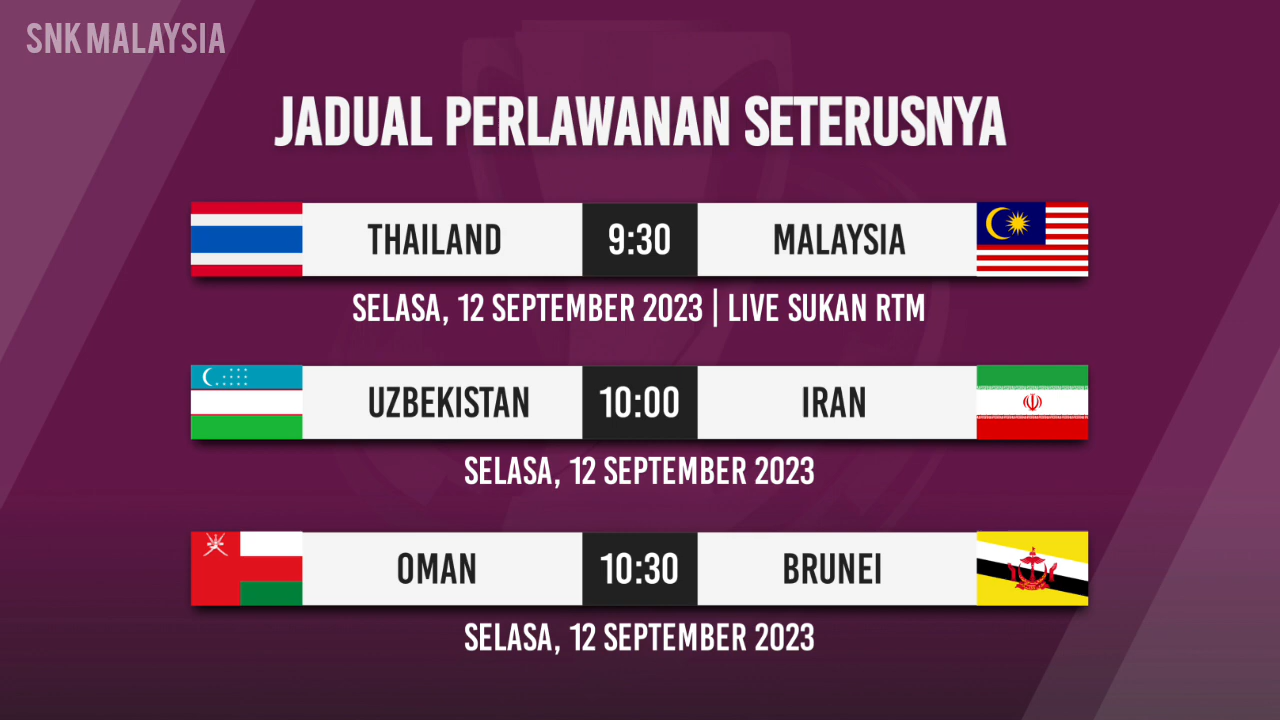 SNK MALAYSIA
JADUAL PERLAWANAN SETERUSNYA
THAILAND 9:30 MALAYSIA
SELASA, 12 SEPTEMBER 2023 | LIVE SUKAN RTM
UZBEKISTAN 10:00 IRAN
SELASA, 12 SEPTEMBER 2023
OMAN 10:30 BRUNEI
SELASA, 12 SEPTEMBER 2023